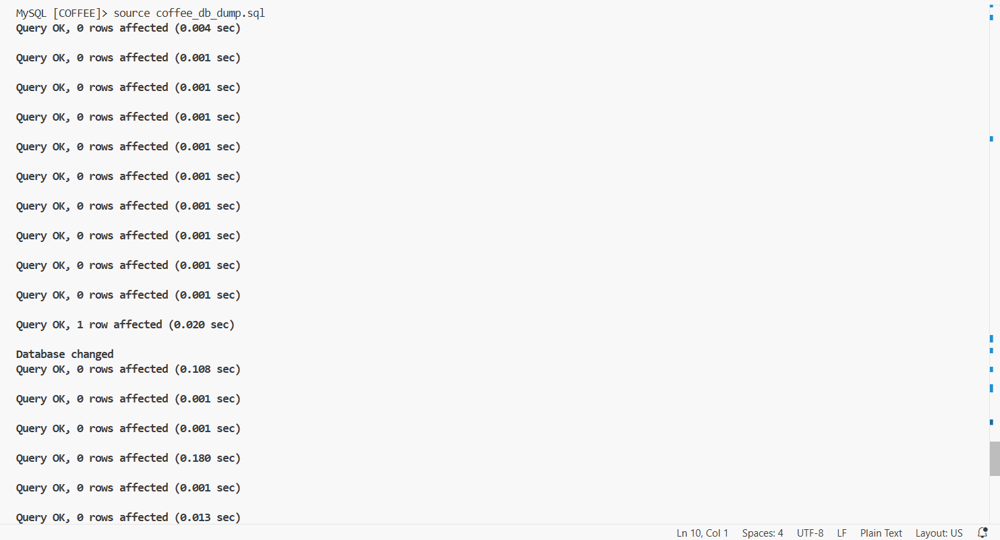 MySQL [COFFEE]> source coffee_db_dump.sql
Query OK, 0 rows affected (0.004 sec)
Query OK, 0 rows affected (0.001 sec)
Query OK, 0 rows affected (0.001 sec)
Query OK, 0 rows affected (0.001 sec)
Query OK, 0 rows affected (0.001 sec)
Query OK, 0 rows affected (0.001 sec)
Query OK, 0 rows affected (0.001 sec)
Query OK, 0 rows affected (0.001 sec)
Query OK, 0 rows affected (0.001 sec)
Query OK, 0 rows affected (0.001 sec)
Query OK, 1 row affected (0.020 sec)
Database changed
Query OK, 0 rows affected (0.108 sec)
Query OK, 0 rows affected (0.001 sec)
Query OK, 0 rows affected (0.001 sec)
Query OK, 0 rows affected (0.180 sec)
Query OK, 0 rows affected (0.001 sec)
Query OK, 0 rows affected (0.013 sec)
Ln 10, Col 1 Spaces: 4 UTF-8 LF Plain Text Layout: US